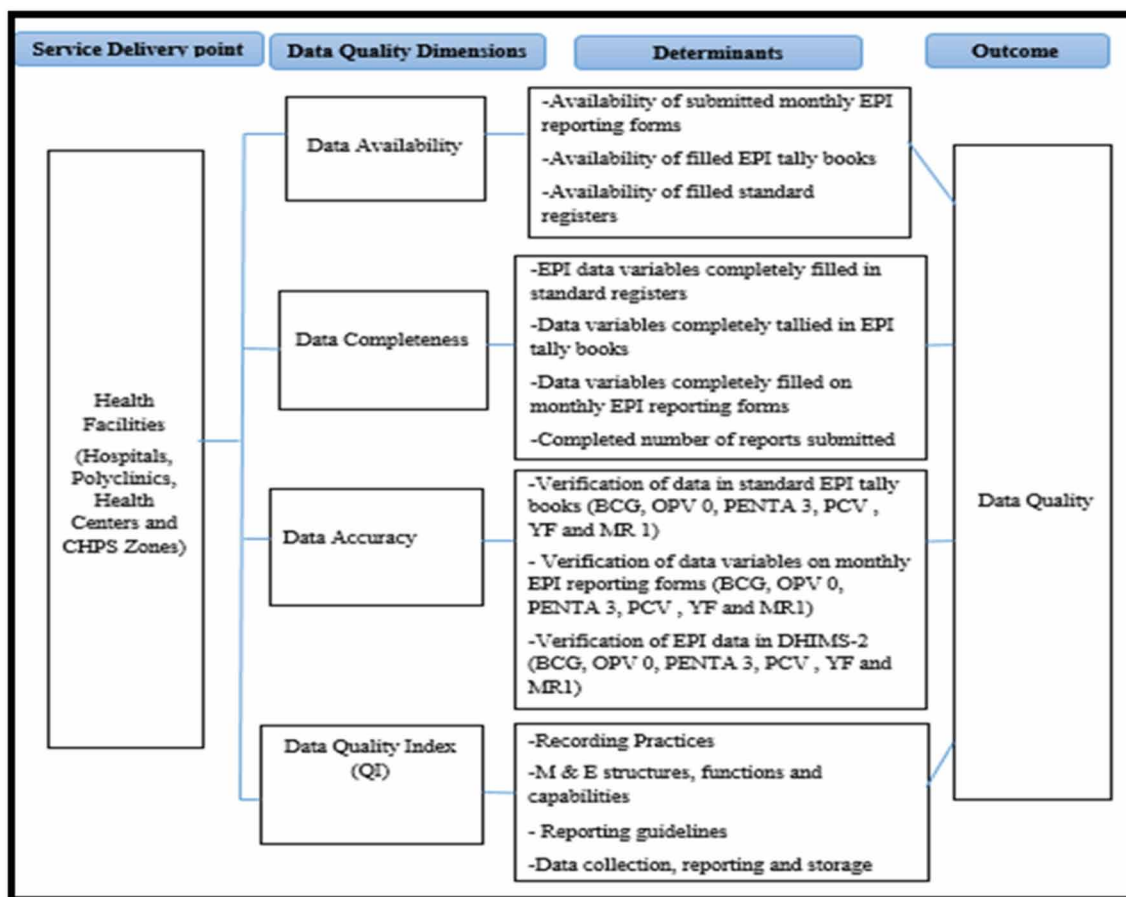 Service Delivery point
Data Quality Dimensions
Determinants
Outcome
Health
Facilities
(Hospitals,
Polyclinics,
Health
Centers and
CHPS Zones)
Data Availability
-Availability of submitted monthly EPI
reporting forms
-Availability of filled EPI tally books
-Availability of filled standard
registers
Data Completeness
-EPI data variables completely filled in
standard registers
-Data variables completely tallied in EPI
tally books
-Data variables completely filled on
monthly EPI reporting forms
-Completed number of reports submitted
Data Accuracy
-Verification of data in standard EPI tally
books (BCG, OPV 0, PENTA 3, PCV ,
YF and MR 1)
- Verification of data variables on monthly
EPI reporting forms (BCG, OPV 0,
PENTA 3, PCV , YF and MR1)
-Verification of EPI data in DHIMS-2
(BCG, OPV 0, PENTA 3, PCV , YF and
MR1)
Data Quality Index
(QI)
-Recording Practices
-M & E structures, functions and
capabilities
- Reporting guidelines
-Data collection, reporting and storage
Data Quality